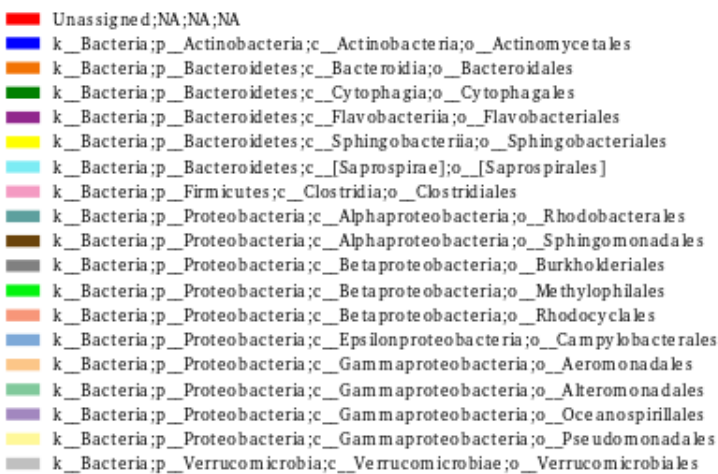 Unassigned;NA;NA;NA
k__Bacteria;p__Actinobacteria;c__Actinobacteria;o__Actinomycetales
k__Bacteria;p__Bacteroidetes;c__Bacteroidia;o__Bacteroidales
k__Bacteria;p__Bacteroidetes;c__Cytophagia;o__Cytophagales
k__Bacteria;p__Bacteroidetes;c__Flavobacteriia;o__Flavobacteriales
k__Bacteria;p__Bacteroidetes;c__Sphingobacteriia;o__Sphingobacteriales
k__Bacteria;p__Bacteroidetes;c__[Saprospirae];o__[Saprospirales]
k__Bacteria;p__Firmicutes;c__Clostridia;o__Clostridiales
k__Bacteria;p__Proteobacteria;c__Alphaproteobacteria;o__Rhodobacterales
k__Bacteria;p__Proteobacteria;c__Alphaproteobacteria;o__Sphingomonadales
k__Bacteria;p__Proteobacteria;c__Betaproteobacteria;o__Burkholderiales
k__Bacteria;p__Proteobacteria;c__Betaproteobacteria;o__Methylophilales
k__Bacteria;p__Proteobacteria;c__Betaproteobacteria;o__Rhodocyclales
k__Bacteria;p__Proteobacteria;c__Epsilonproteobacteria;o__Campylobacterales
k__Bacteria;p__Proteobacteria;c__Gammaproteobacteria;o__Aeromonadales
k__Bacteria;p__Proteobacteria;c__Gammaproteobacteria;o__Alteromonadales
k__Bacteria;p__Proteobacteria;c__Gammaproteobacteria;o__Oceanospirillales
k__Bacteria;p__Proteobacteria;c__Gammaproteobacteria;o__Pseudomonadales
k__Bacteria;p__Verrucomicrobia;c__Verrucomicrobiae;o__Verrucomicrobiales